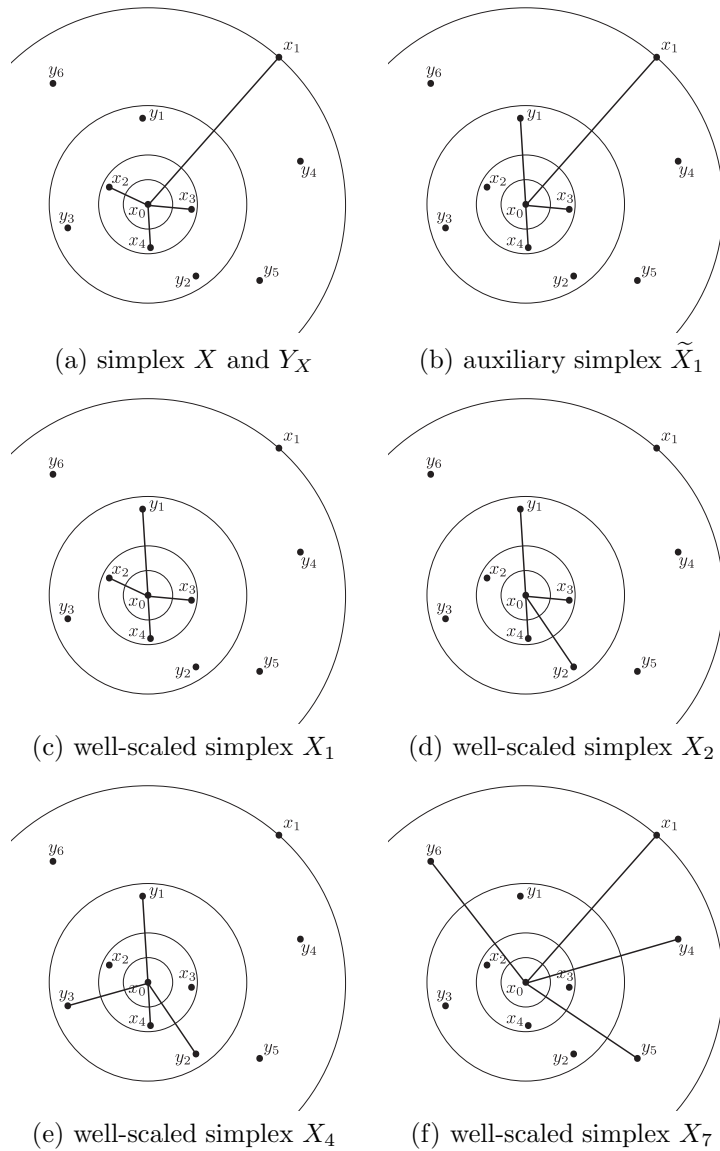 x₁
y₆
y₁
y₄
x₂
x₃
x₀
y₃
x₄
y₂
y₅
(a) simplex X and Y_X
x₁
y₆
y₁
y₄
x₂
x₃
x₀
y₃
x₄
y₂
y₅
(b) auxiliary simplex X̃₁
x₁
y₆
y₁
y₄
x₂
x₃
x₀
y₃
x₄
y₂
y₅
(c) well-scaled simplex X₁
x₁
y₆
y₁
y₄
x₂
x₃
x₀
y₃
x₄
y₂
y₅
(d) well-scaled simplex X₂
x₁
y₆
y₁
y₄
x₂
x₃
x₀
y₃
x₄
y₂
y₅
(e) well-scaled simplex X₄
x₁
y₆
y₁
y₄
x₂
x₃
x₀
y₃
x₄
y₂
y₅
(f) well-scaled simplex X₇